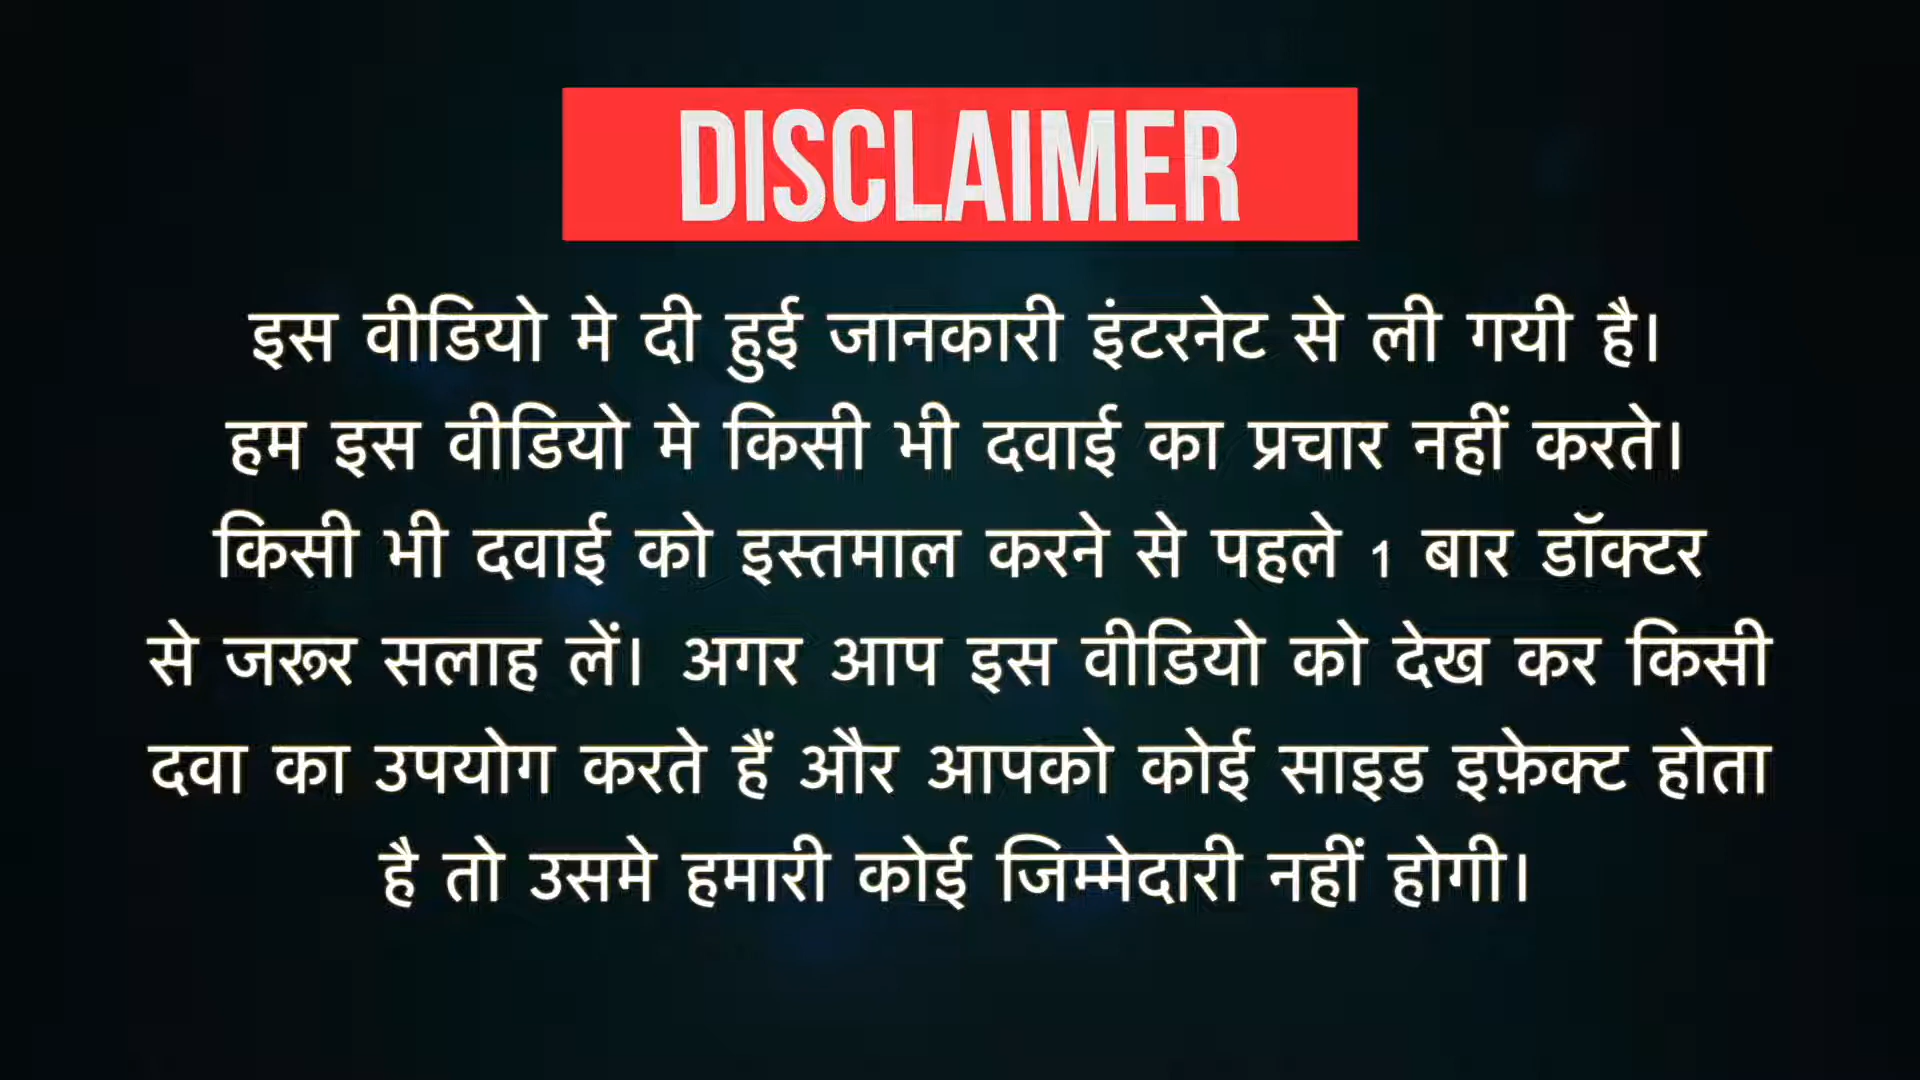 DISCLAIMER
इस वीडियो मे दी हुई जानकारी इंटरनेट से ली गयी है।
हम इस वीडियो मे किसी भी दवाई का प्रचार नहीं करते।
किसी भी दवाई को इस्तमाल करने से पहले 1 बार डॉक्टर
से जरूर सलाह लें। अगर आप इस वीडियो को देख कर किसी
दवा का उपयोग करते हैं और आपको कोई साइड इफ़ेक्ट होता
है तो उसमे हमारी कोई जिम्मेदारी नहीं होगी।